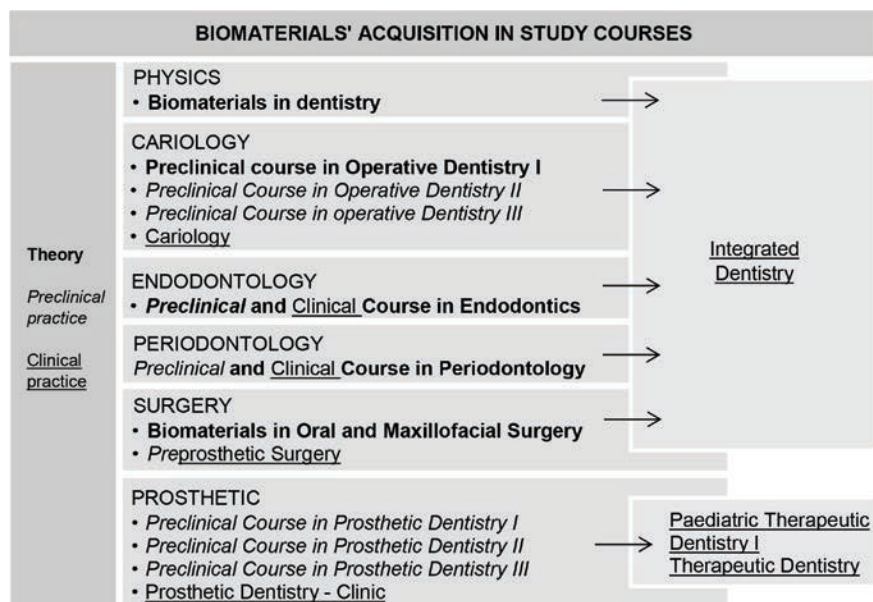 BIOMATERIALS' ACQUISITION IN STUDY COURSES
Theory
Preclinical
practice
Clinical
practice
PHYSICS
• Biomaterials in dentistry
CARIOLOGY
• Preclinical course in Operative Dentistry I
• Preclinical Course in Operative Dentistry II
• Preclinical Course in operative Dentistry III
• Cariology
ENDODONTOLOGY
• Preclinical and Clinical Course in Endodontics
PERIODONTOLOGY
Preclinical and Clinical Course in Periodontology
SURGERY
• Biomaterials in Oral and Maxillofacial Surgery
• Preprosthetic Surgery
PROSTHETIC
• Preclinical Course in Prosthetic Dentistry I
• Preclinical Course in Prosthetic Dentistry II
• Preclinical Course in Prosthetic Dentistry III
• Prosthetic Dentistry - Clinic
Integrated
Dentistry
Paediatric Therapeutic
Dentistry I
Therapeutic Dentistry